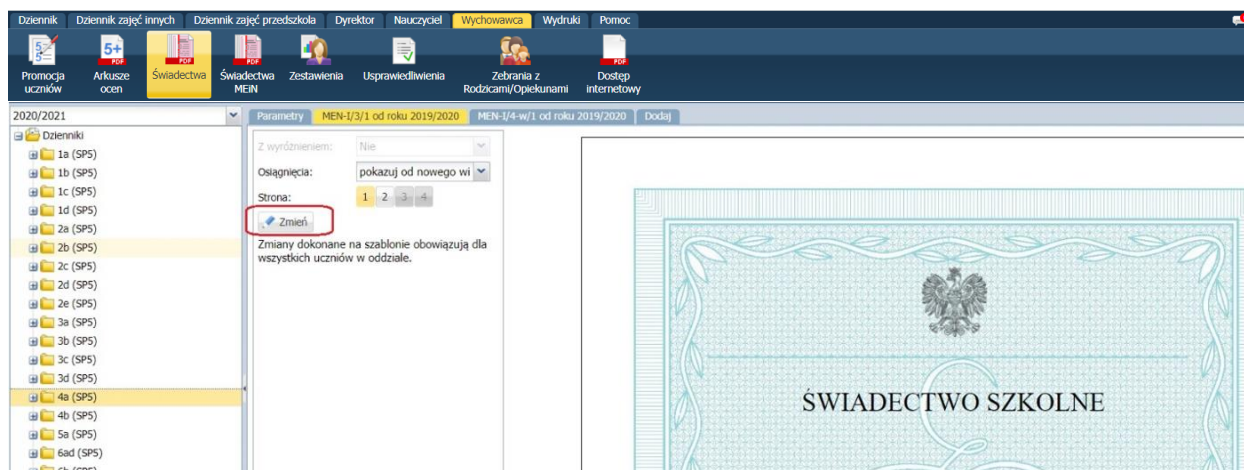 Dziennik Dziennik zajęć innych Dziennik zajęć przedszkola Dyrektor Nauczyciel Wychowawca Wydruki Pomoc
5+
PDF PDF PDF PDF
Promocja uczniów
Arkusze ocen
Świadectwa
Świadectwa MEiN
Zestawienia
Usprawiedliwienia
Zebrania z Rodzicami/Opiekunami
Dostęp internetowy
2020/2021
Parametry MEN-I/3/1 od roku 2019/2020 MEN-I/4-w/1 od roku 2019/2020 Dodaj
Dzienniki
1a (SP5)
1b (SP5)
1c (SP5)
1d (SP5)
2a (SP5)
2b (SP5)
2c (SP5)
2d (SP5)
2e (SP5)
3a (SP5)
3b (SP5)
3c (SP5)
3d (SP5)
4a (SP5)
4b (SP5)
5a (SP5)
6ad (SP5)
Z wyróżnieniem: Nie
Osiągnięcia: pokazuj od nowego wi
Strona: 1 2 3 4
Zmień
Zmiany dokonane na szablonie obowiązują dla
wszystkich uczniów w oddziale.
ŚWIADECTWO SZKOLNE